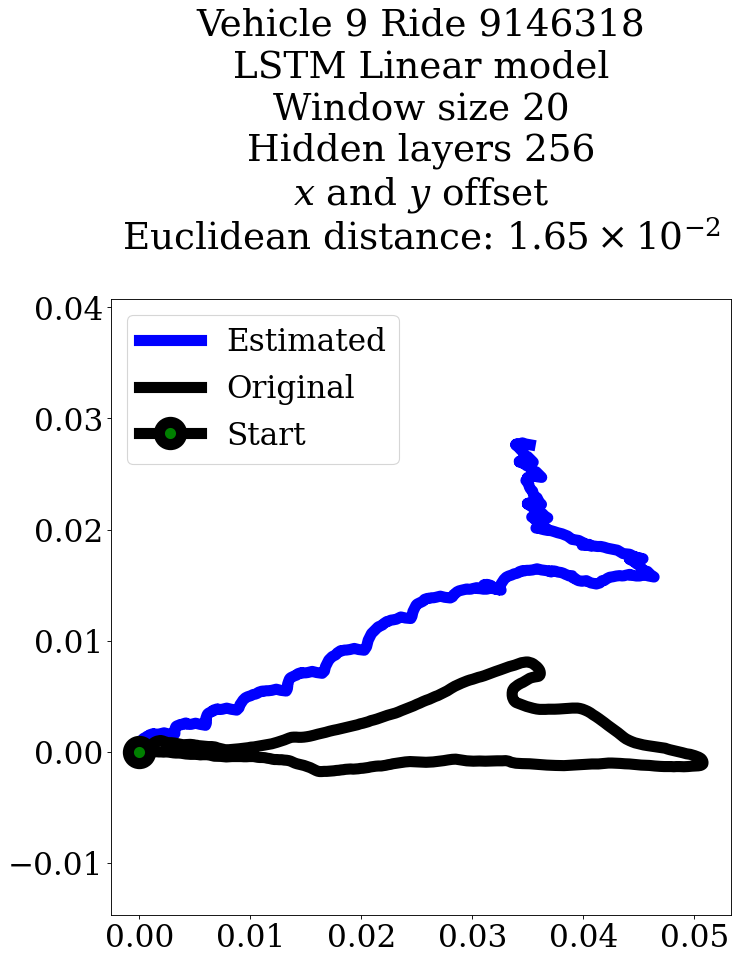 Vehicle 9 Ride 9146318
LSTM Linear model
Window size 20
Hidden layers 256
x and y offset
Euclidean distance: 1.65 × 10⁻²
0.04
0.03
0.02
0.01
0.00
−0.01
Estimated
Original
Start
0.00 0.01 0.02 0.03 0.04 0.05